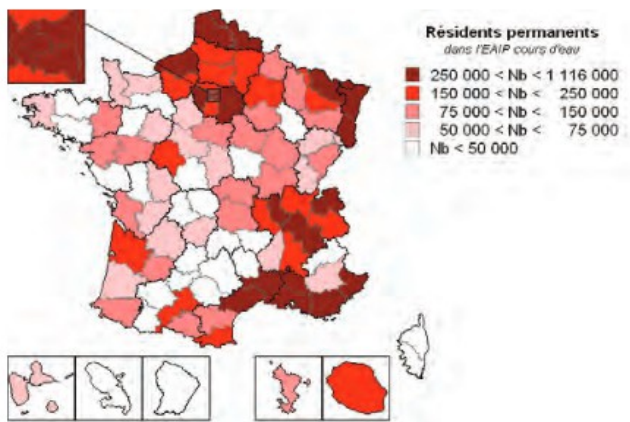 Résidents permanents
dans l'EAIP cours d'eau
250 000 < Nb < 1 116 000
150 000 < Nb < 250 000
75 000 < Nb < 150 000
50 000 < Nb < 75 000
Nb < 50 000